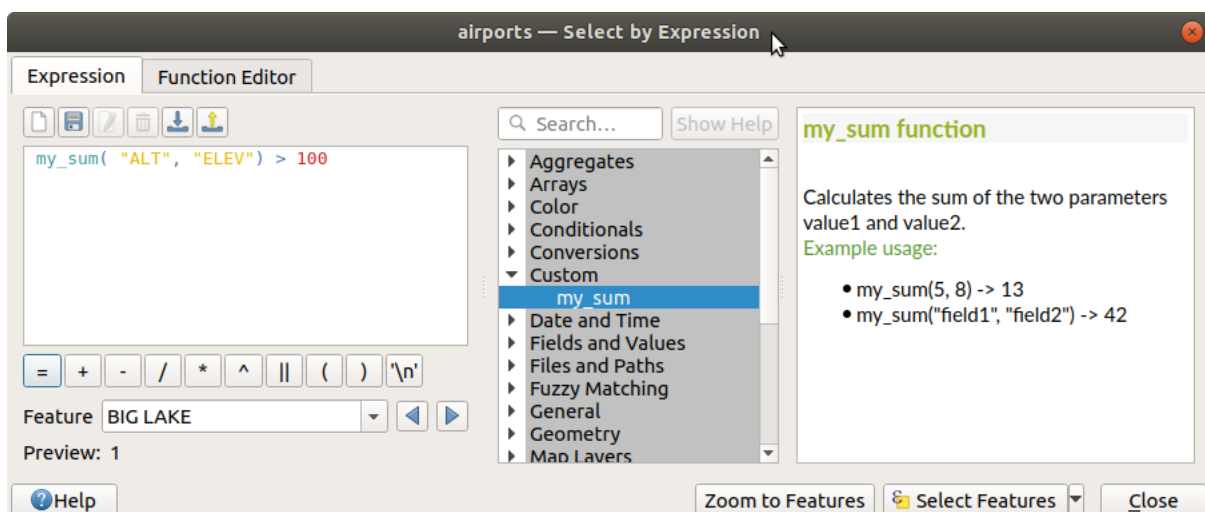 airports — Select by Expression
Expression
Function Editor
my_sum( "ALT", "ELEV") > 100
= + - / * ^ || ( ) '\n'
Feature BIG LAKE
Preview: 1
Search...
Show Help
Aggregates
Arrays
Color
Conditionals
Conversions
Custom
my_sum
Date and Time
Fields and Values
Files and Paths
Fuzzy Matching
General
Geometry
Map Layers
my_sum function
Calculates the sum of the two parameters
value1 and value2.
Example usage:
● my_sum(5, 8) -> 13
● my_sum("field1", "field2") -> 42
?Help
Zoom to Features
ε Select Features
Close